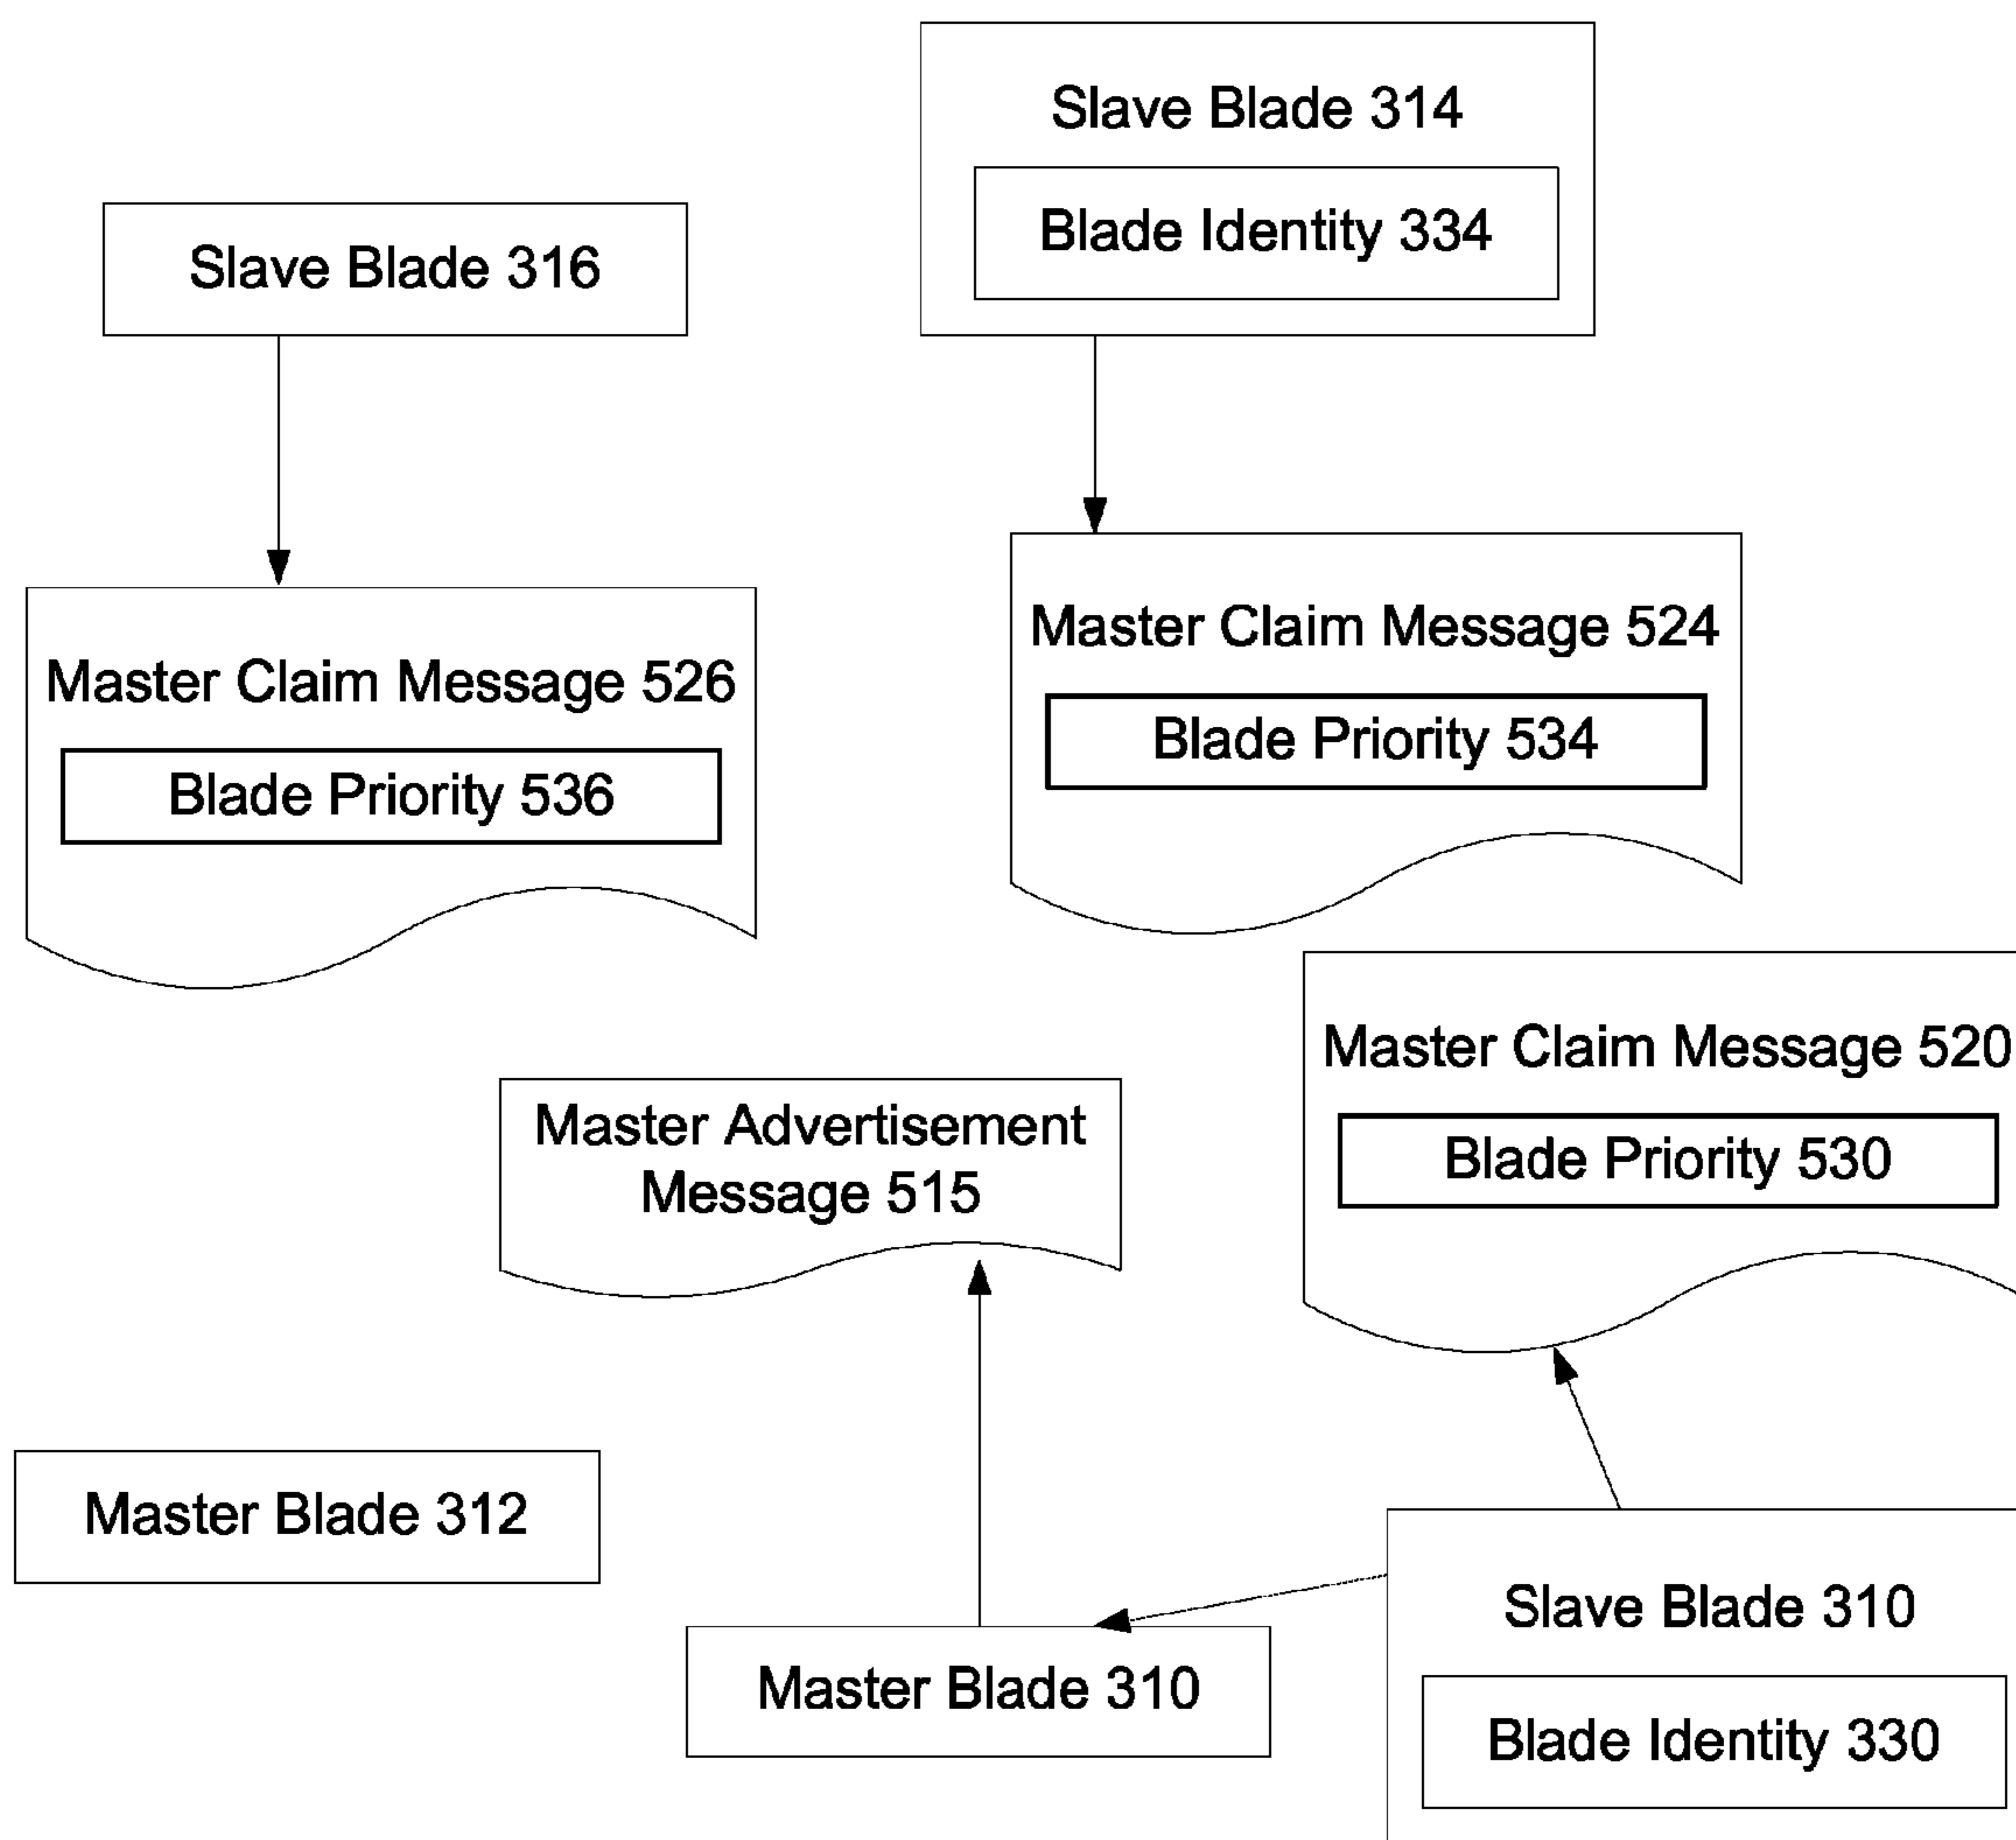 Slave Blade 314
Blade Identity 334
Slave Blade 316
Master Claim Message 524
Blade Priority 534
Master Claim Message 526
Blade Priority 536
Master Claim Message 520
Blade Priority 530
Master Advertisement
Message 515
Master Blade 312
Master Blade 310
Slave Blade 310
Blade Identity 330